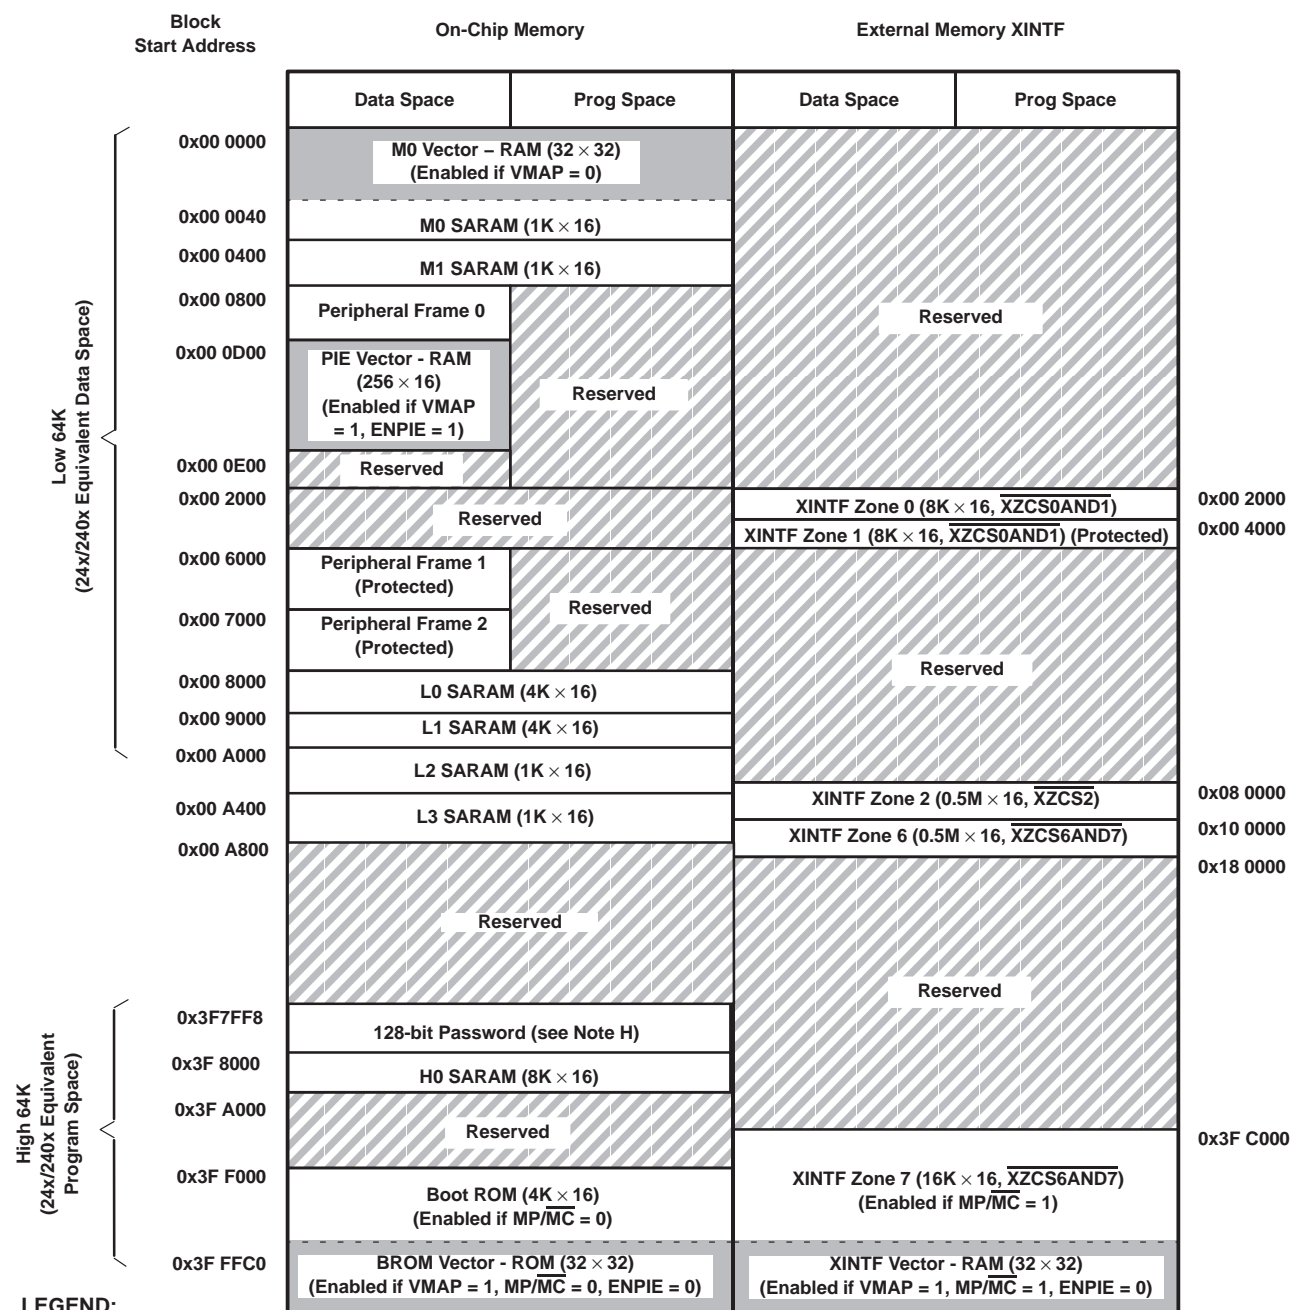 Block
Start Address
On-Chip Memory
External Memory XINTF
Data Space
Prog Space
Data Space
Prog Space
Low 64K
(24x/240x Equivalent Data Space)
0x00 0000
M0 Vector – RAM (32 × 32)
(Enabled if VMAP = 0)
0x00 0040
M0 SARAM (1K × 16)
0x00 0400
M1 SARAM (1K × 16)
0x00 0800
Peripheral Frame 0
0x00 0D00
PIE Vector - RAM
(256 × 16)
(Enabled if VMAP
= 1, ENPIE = 1)
Reserved
Reserved
0x00 0E00
Reserved
0x00 2000
Reserved
XINTF Zone 0 (8K × 16, XZCS0AND1)
0x00 2000
XINTF Zone 1 (8K × 16, XZCS0AND1) (Protected)
0x00 4000
0x00 6000
Peripheral Frame 1
(Protected)
Reserved
0x00 7000
Peripheral Frame 2
(Protected)
Reserved
0x00 8000
L0 SARAM (4K × 16)
0x00 9000
L1 SARAM (4K × 16)
0x00 A000
L2 SARAM (1K × 16)
XINTF Zone 2 (0.5M × 16, XZCS2)
0x08 0000
0x00 A400
L3 SARAM (1K × 16)
XINTF Zone 6 (0.5M × 16, XZCS6AND7)
0x10 0000
0x00 A800
0x18 0000
Reserved
Reserved
High 64K
(24x/240x Equivalent
Program Space)
0x3F7FF8
128-bit Password (see Note H)
0x3F 8000
H0 SARAM (8K × 16)
0x3F A000
Reserved
0x3F C000
0x3F F000
Boot ROM (4K × 16)
(Enabled if MP/MC = 0)
XINTF Zone 7 (16K × 16, XZCS6AND7)
(Enabled if MP/MC = 1)
0x3F FFC0
BROM Vector - ROM (32 × 32)
(Enabled if VMAP = 1, MP/MC = 0, ENPIE = 0)
XINTF Vector - RAM (32 × 32)
(Enabled if VMAP = 1, MP/MC = 1, ENPIE = 0)
LEGEND: